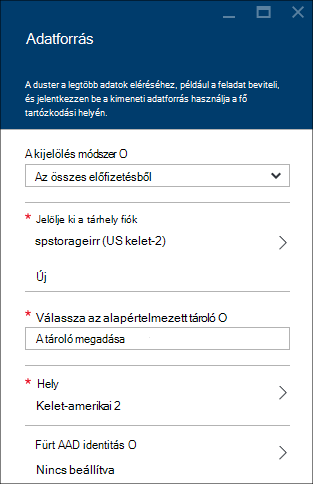 Adatforrás
A duster a legtöbb adatok eléréséhez, például a feladat beviteli,
és jelentkezzen be a kimeneti adatforrás használja a fő
tartózkodási helyén.
A kijelölés módszer O
Az összes előfizetésből
* Jelölje ki a tárhely fiók
spstorageirr (US kelet-2)
Új
* Válassza az alapértelmezett tároló O
A tároló megadása
* Hely
Kelet-amerikai 2
Fürt AAD identitás O
Nincs beállítva